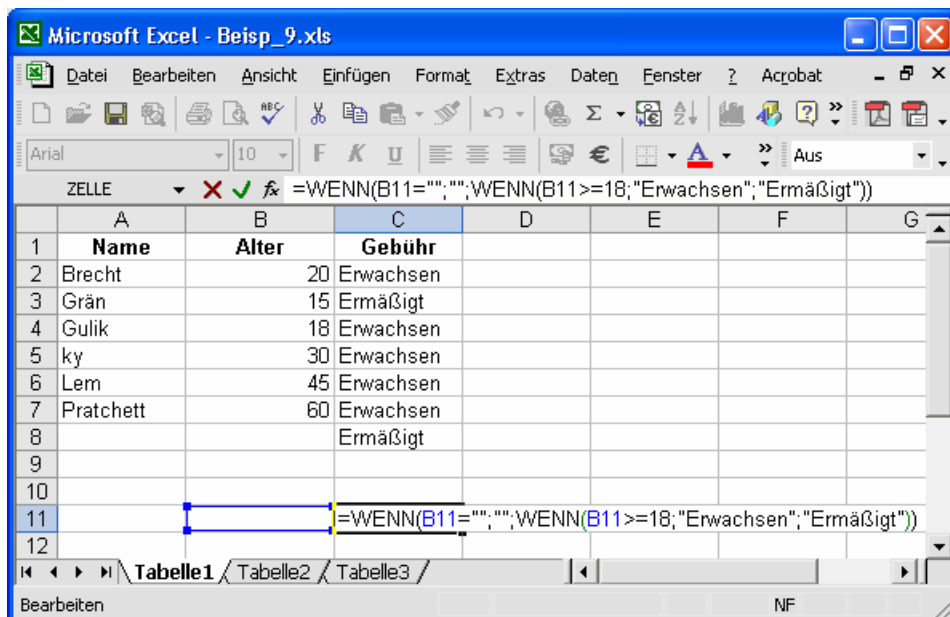 Microsoft Excel - Beisp_9.xls
Datei Bearbeiten Ansicht Einfügen Format Extras Daten Fenster ? Acrobat
ABC Σ €
Arial 10 F K U € A Aus
ZELLE fx =WENN(B11="";"";WENN(B11>=18;"Erwachsen";"Ermäßigt"))
A B C D E F G
1 Name Alter Gebühr
2 Brecht 20 Erwachsen
3 Grän 15 Ermäßigt
4 Gulik 18 Erwachsen
5 ky 30 Erwachsen
6 Lem 45 Erwachsen
7 Pratchett 60 Erwachsen
8 Ermäßigt
9
10
11 =WENN(B11="";"";WENN(B11>=18;"Erwachsen";"Ermäßigt"))
12
Tabelle1 Tabelle2 Tabelle3
Bearbeiten NF